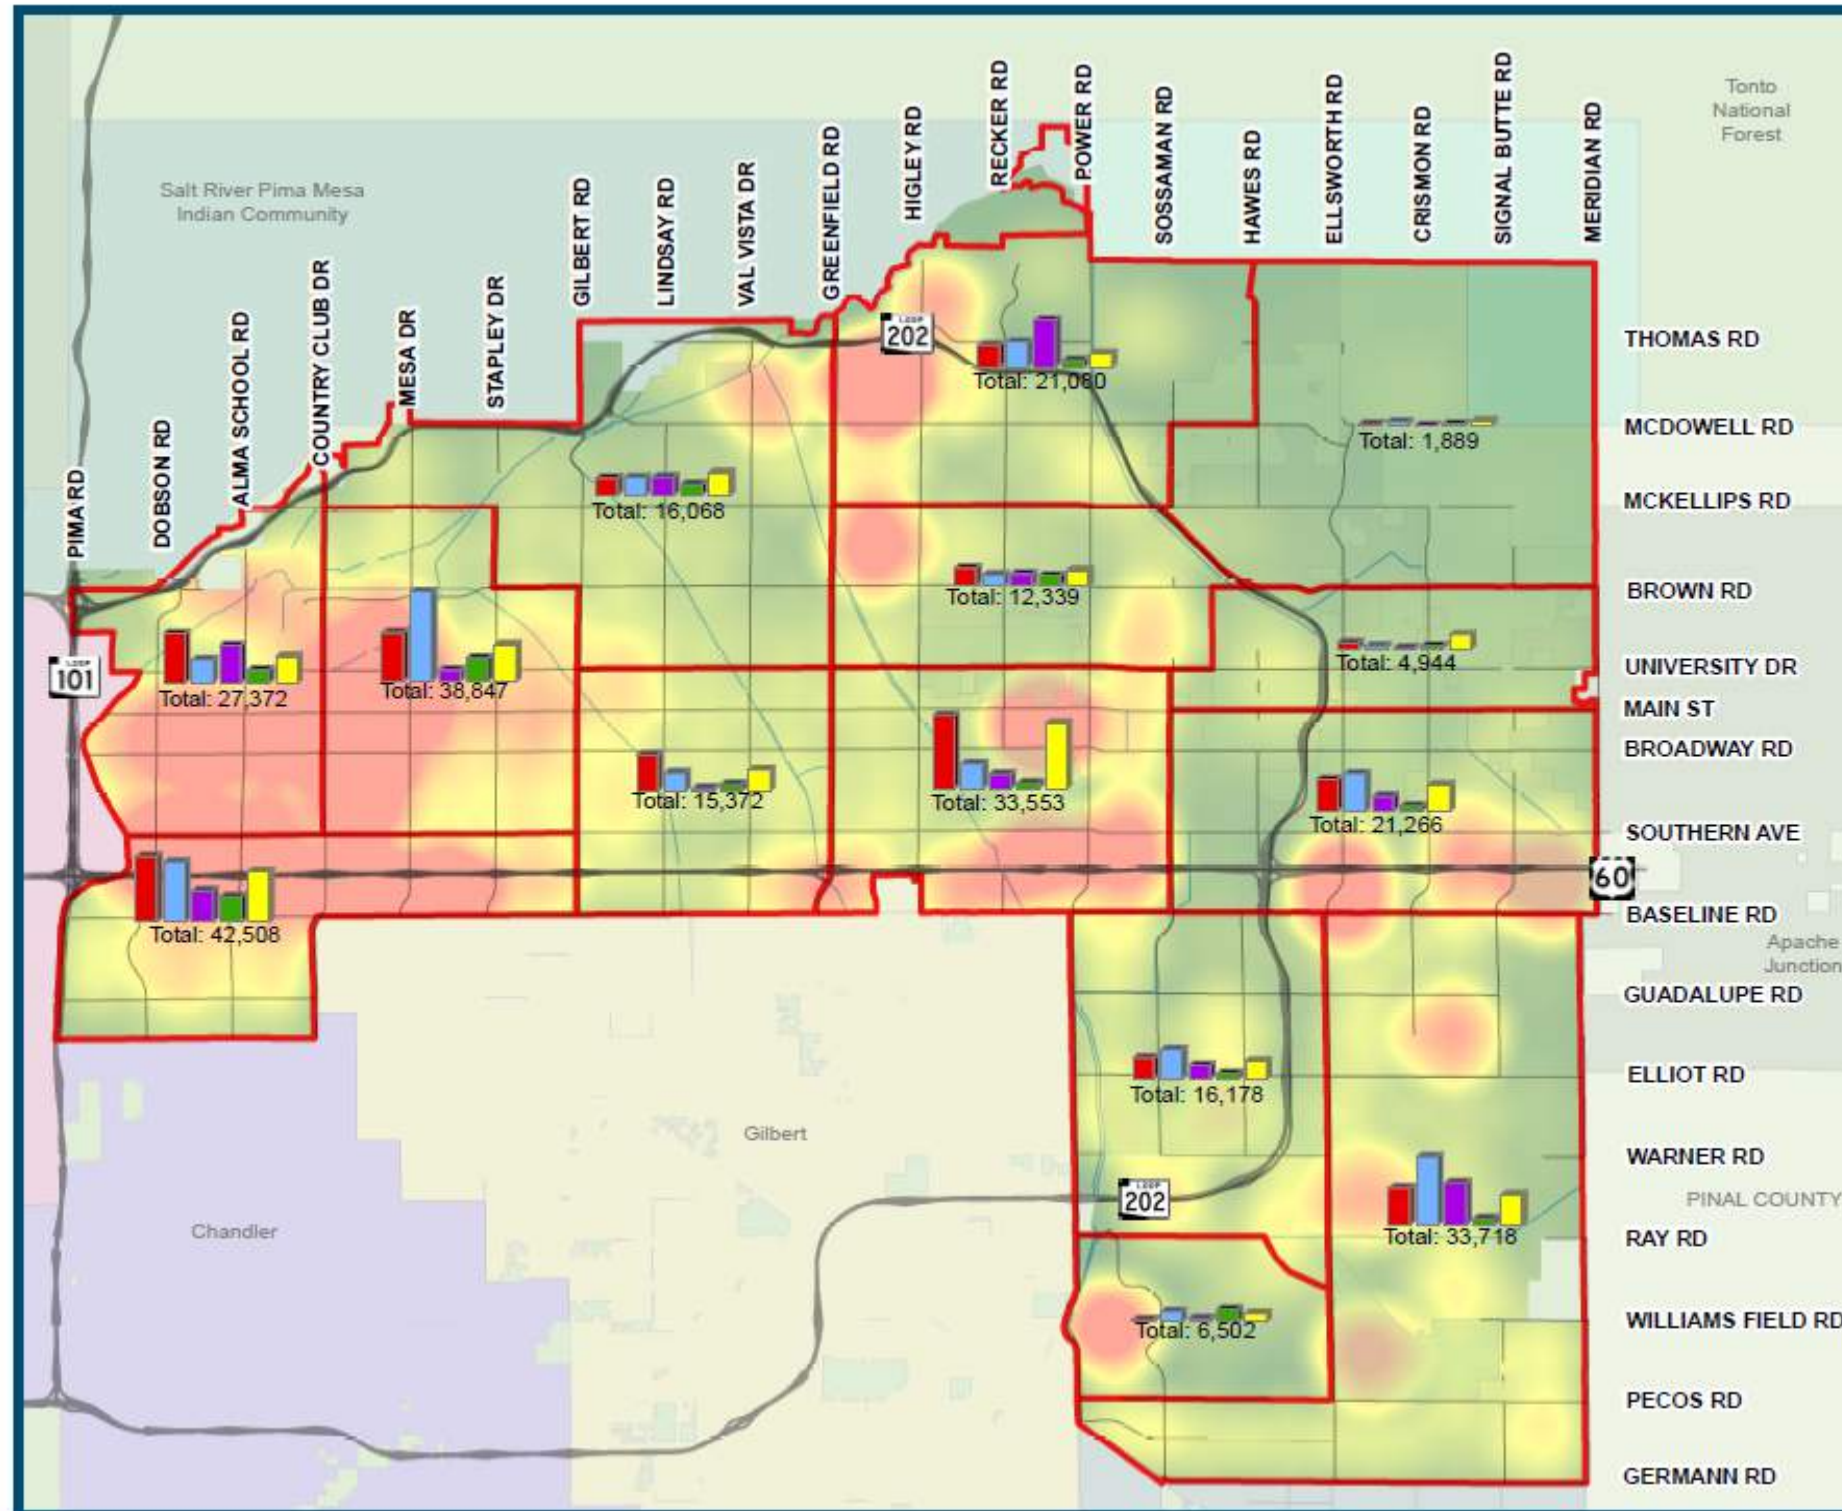 PIMA RD
DOBSON RD
ALMA SCHOOL RD
COUNTRY CLUB DR
MESA DR
STAPLEY DR
GILBERT RD
LINDSAY RD
VAL VISTA DR
GREENFIELD RD
HIGLEY RD
RECKER RD
POWER RD
SOSSAMAN RD
HAWES RD
ELLSWORTH RD
CRISMON RD
SIGNAL BUTTE RD
MERIDIAN RD
Tonto
National
Forest
Salt River Pima Mesa
Indian Community
LOOP
202
THOMAS RD
Total: 21,080
MCDOWELL RD
Total: 1,889
MCKELLIPS RD
Total: 16,068
BROWN RD
Total: 12,339
Total: 4,944
UNIVERSITY DR
LOOP
101
Total: 27,372
Total: 38,847
MAIN ST
BROADWAY RD
Total: 15,372
Total: 33,553
Total: 21,266
SOUTHERN AVE
60
BASELINE RD
Total: 42,508
Apache
Junction
GUADALUPE RD
ELLIOT RD
Total: 16,178
Gilbert
WARNER RD
LOOP
202
PINAL COUNTY
Chandler
Total: 33,718
RAY RD
WILLIAMS FIELD RD
Total: 6,502
PECOS RD
GERMANN RD